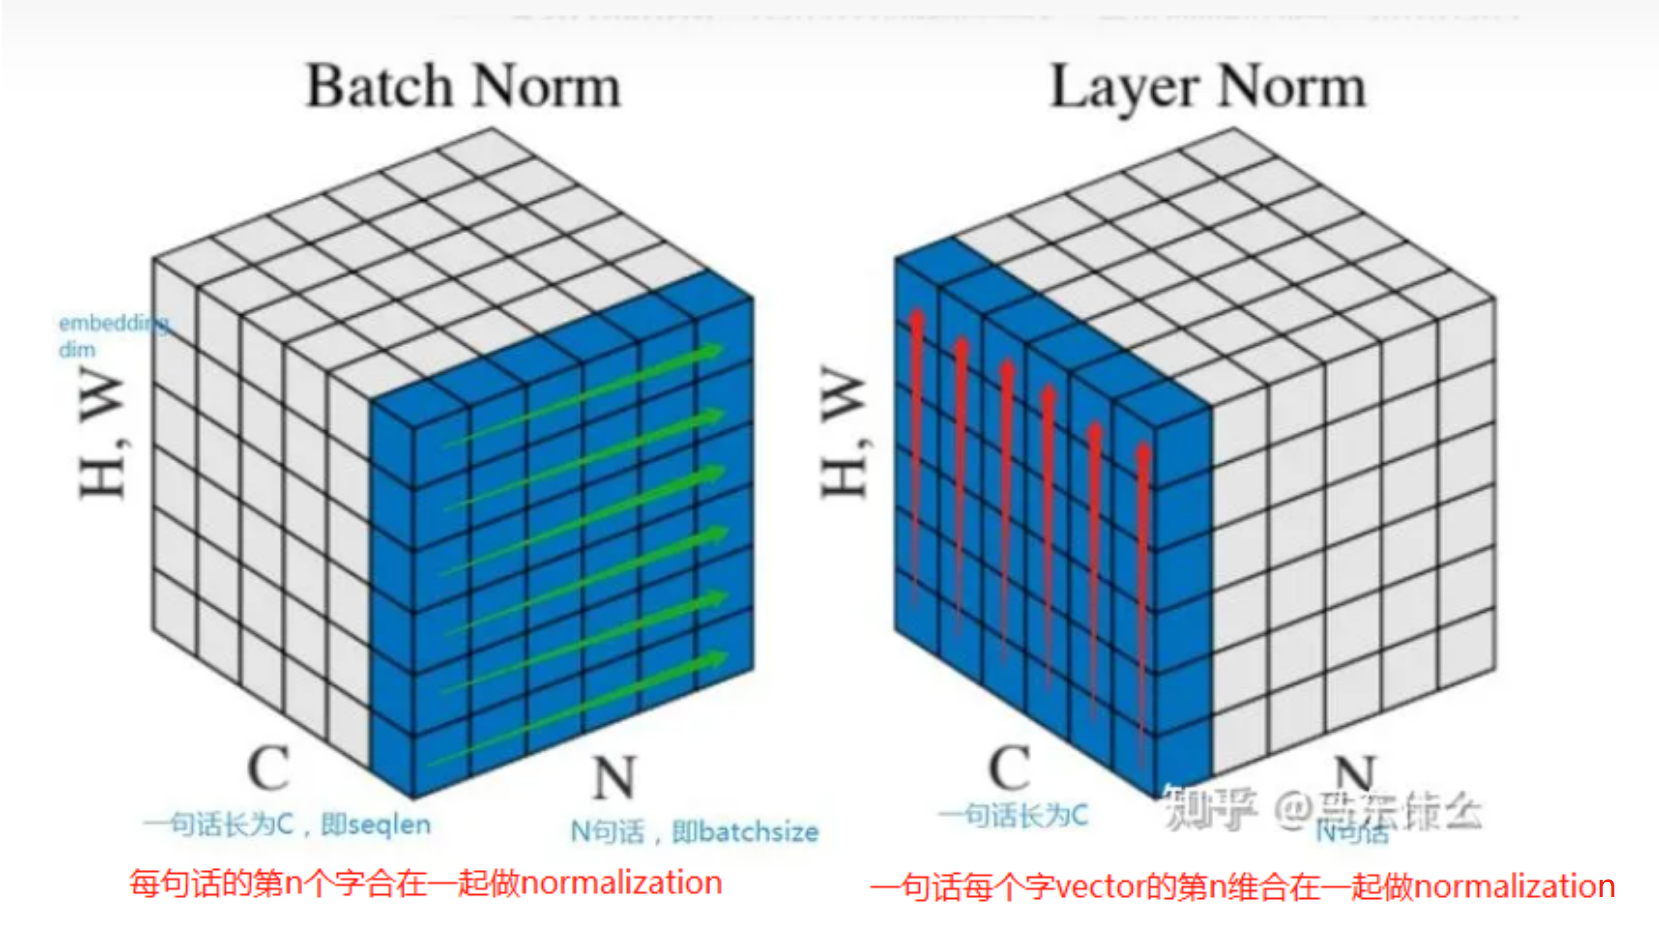 Batch Norm
Layer Norm
embedding
dim
H, W
H, W
C
N
C
N
一句话长为C，即seqlen
N句话，即batchsize
一句话长为C
知乎
N句话
每句话的第n个字合在一起做normalization
一句话每个字vector的第n维合在一起做normalization